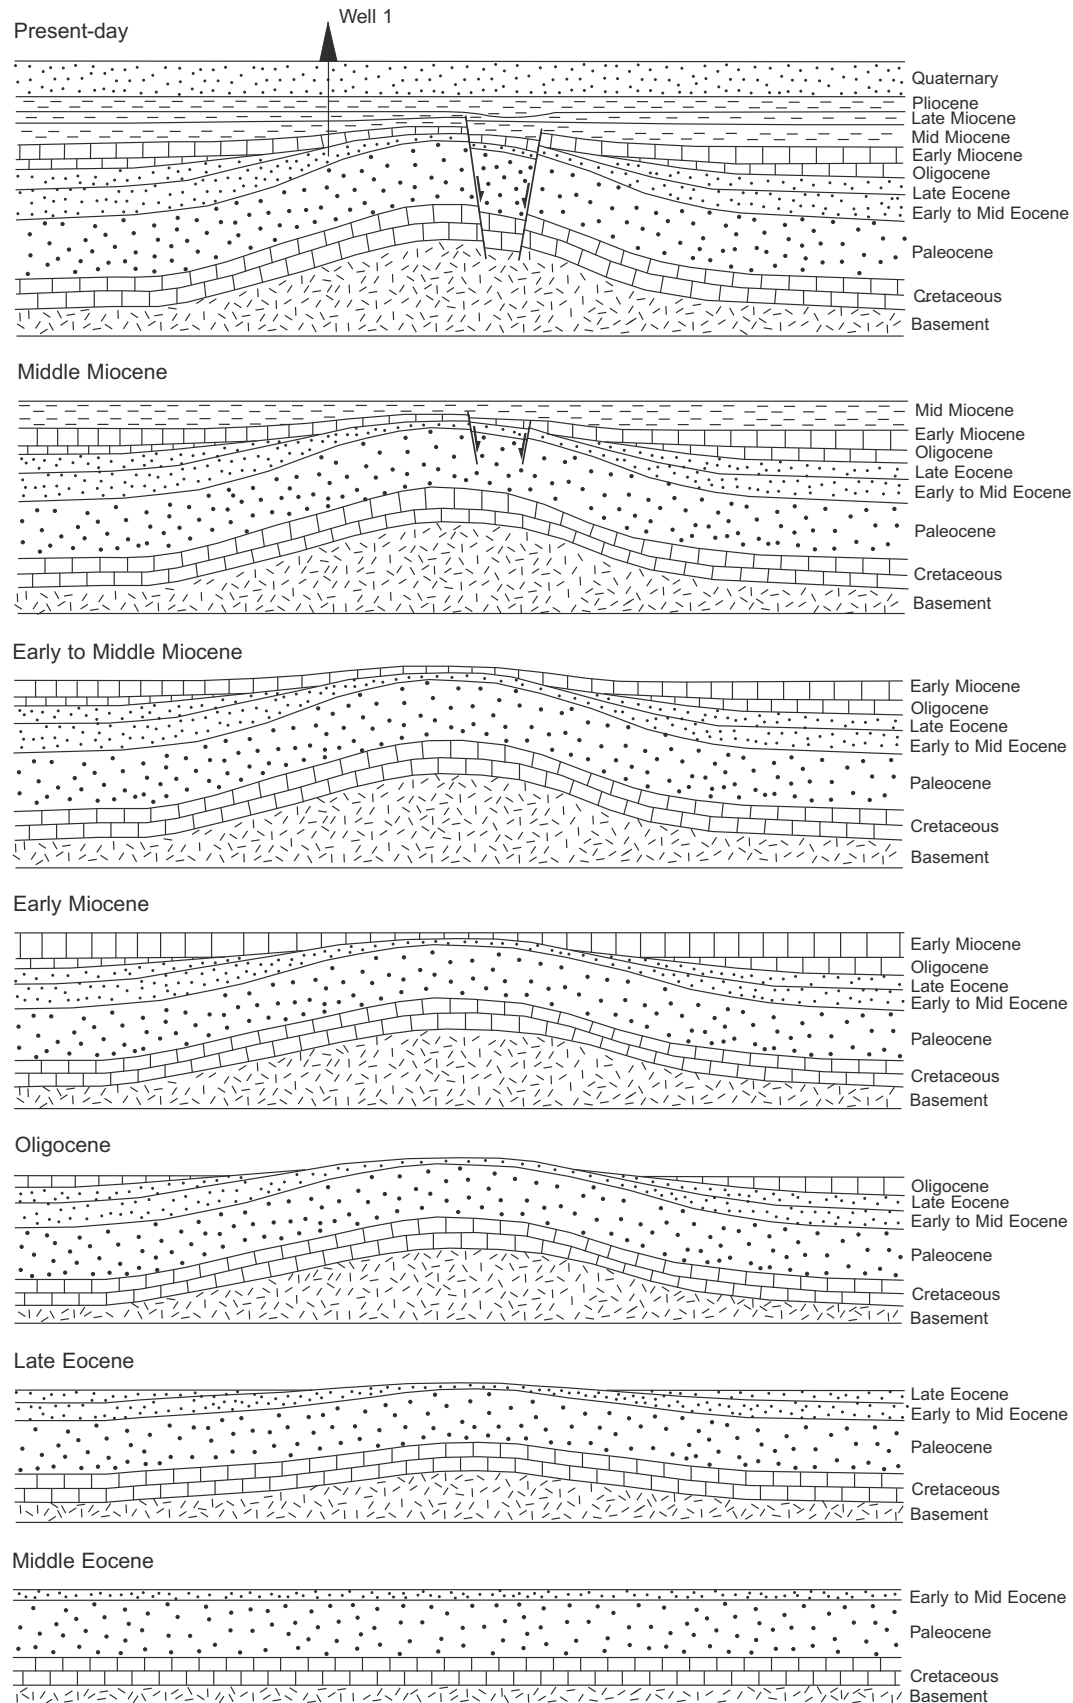 Well 1
Present-day
Quaternary
Pliocene
Late Miocene
Mid Miocene
Early Miocene
Oligocene
Late Eocene
Early to Mid Eocene
Paleocene
Cretaceous
Basement
Middle Miocene
Mid Miocene
Early Miocene
Oligocene
Late Eocene
Early to Mid Eocene
Paleocene
Cretaceous
Basement
Early to Middle Miocene
Early Miocene
Oligocene
Late Eocene
Early to Mid Eocene
Paleocene
Cretaceous
Basement
Early Miocene
Early Miocene
Oligocene
Late Eocene
Early to Mid Eocene
Paleocene
Cretaceous
Basement
Oligocene
Oligocene
Late Eocene
Early to Mid Eocene
Paleocene
Cretaceous
Basement
Late Eocene
Late Eocene
Early to Mid Eocene
Paleocene
Cretaceous
Basement
Middle Eocene
Early to Mid Eocene
Paleocene
Cretaceous
Basement